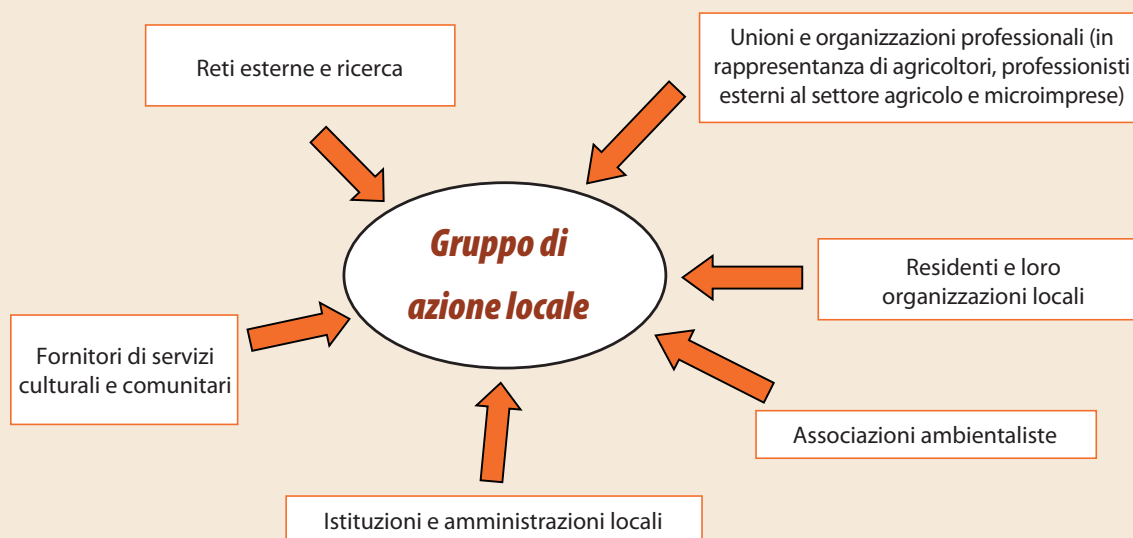 Reti esterne e ricerca
Unioni e organizzazioni professionali (in
rappresentanza di agricoltori, professionisti
esterni al settore agricolo e microimprese)
Gruppo di
azione locale
Residenti e loro
organizzazioni locali
Fornitori di servizi
culturali e comunitari
Associazioni ambientaliste
Istituzioni e amministrazioni locali